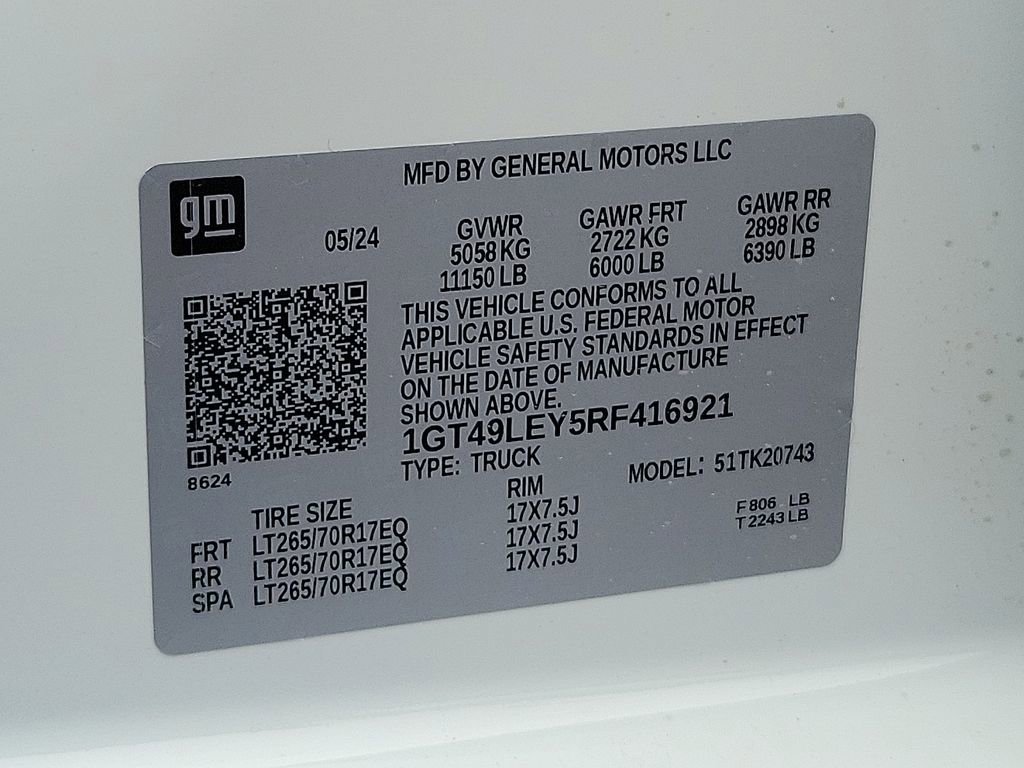 MFD BY GENERAL MOTORS LLC
gm
05/24
GVWR GAWR FRT GAWR RR
5058 KG 2722 KG 2898 KG
11150 LB 6000 LB 6390 LB
THIS VEHICLE CONFORMS TO ALL
APPLICABLE U.S. FEDERAL MOTOR
VEHICLE SAFETY STANDARDS IN EFFECT
ON THE DATE OF MANUFACTURE
SHOWN ABOVE.
1GT49LEY5RF416921
8624
TYPE: TRUCK MODEL: 51TK20743
TIRE SIZE RIM
FRT LT265/70R17EQ 17X7.5J
RR LT265/70R17EQ 17X7.5J
SPA LT265/70R17EQ 17X7.5J
F 806 LB
T 2243 LB